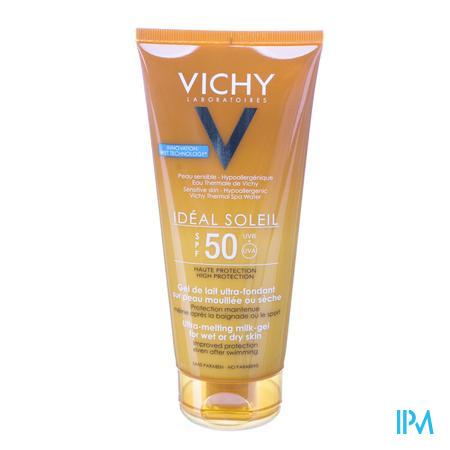 VICHY
LABORATOIRES
V
INNOVATION
WET TECHNOLOGY
Peau sensible - Hypoallergénique
Eau Thermale de Vichy
Sensitive skin - Hypoallergenic
Vichy Thermal Spa Water
IDÉAL SOLEIL
SPF 50 UVB + UVA
HAUTE PROTECTION
HIGH PROTECTION
Gel de lait ultra-fondant
sur peau mouillée ou sèche
Protection maintenue
même après la baignade ou le sport
Ultra-melting milk-gel
for wet or dry skin
Improved protection
even after swimming
SANS PARABEN - NO PARABENS
IPM